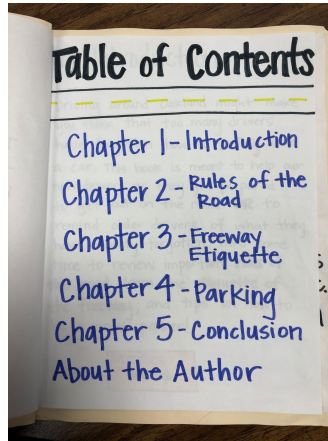 Table of Contents
Chapter 1- Introduction
Chapter 2 - Rules of the
Road
Chapter 3 - Freeway
Etiquette
Chapter 4 - Parking
Chapter 5 - Conclusion
About the Author